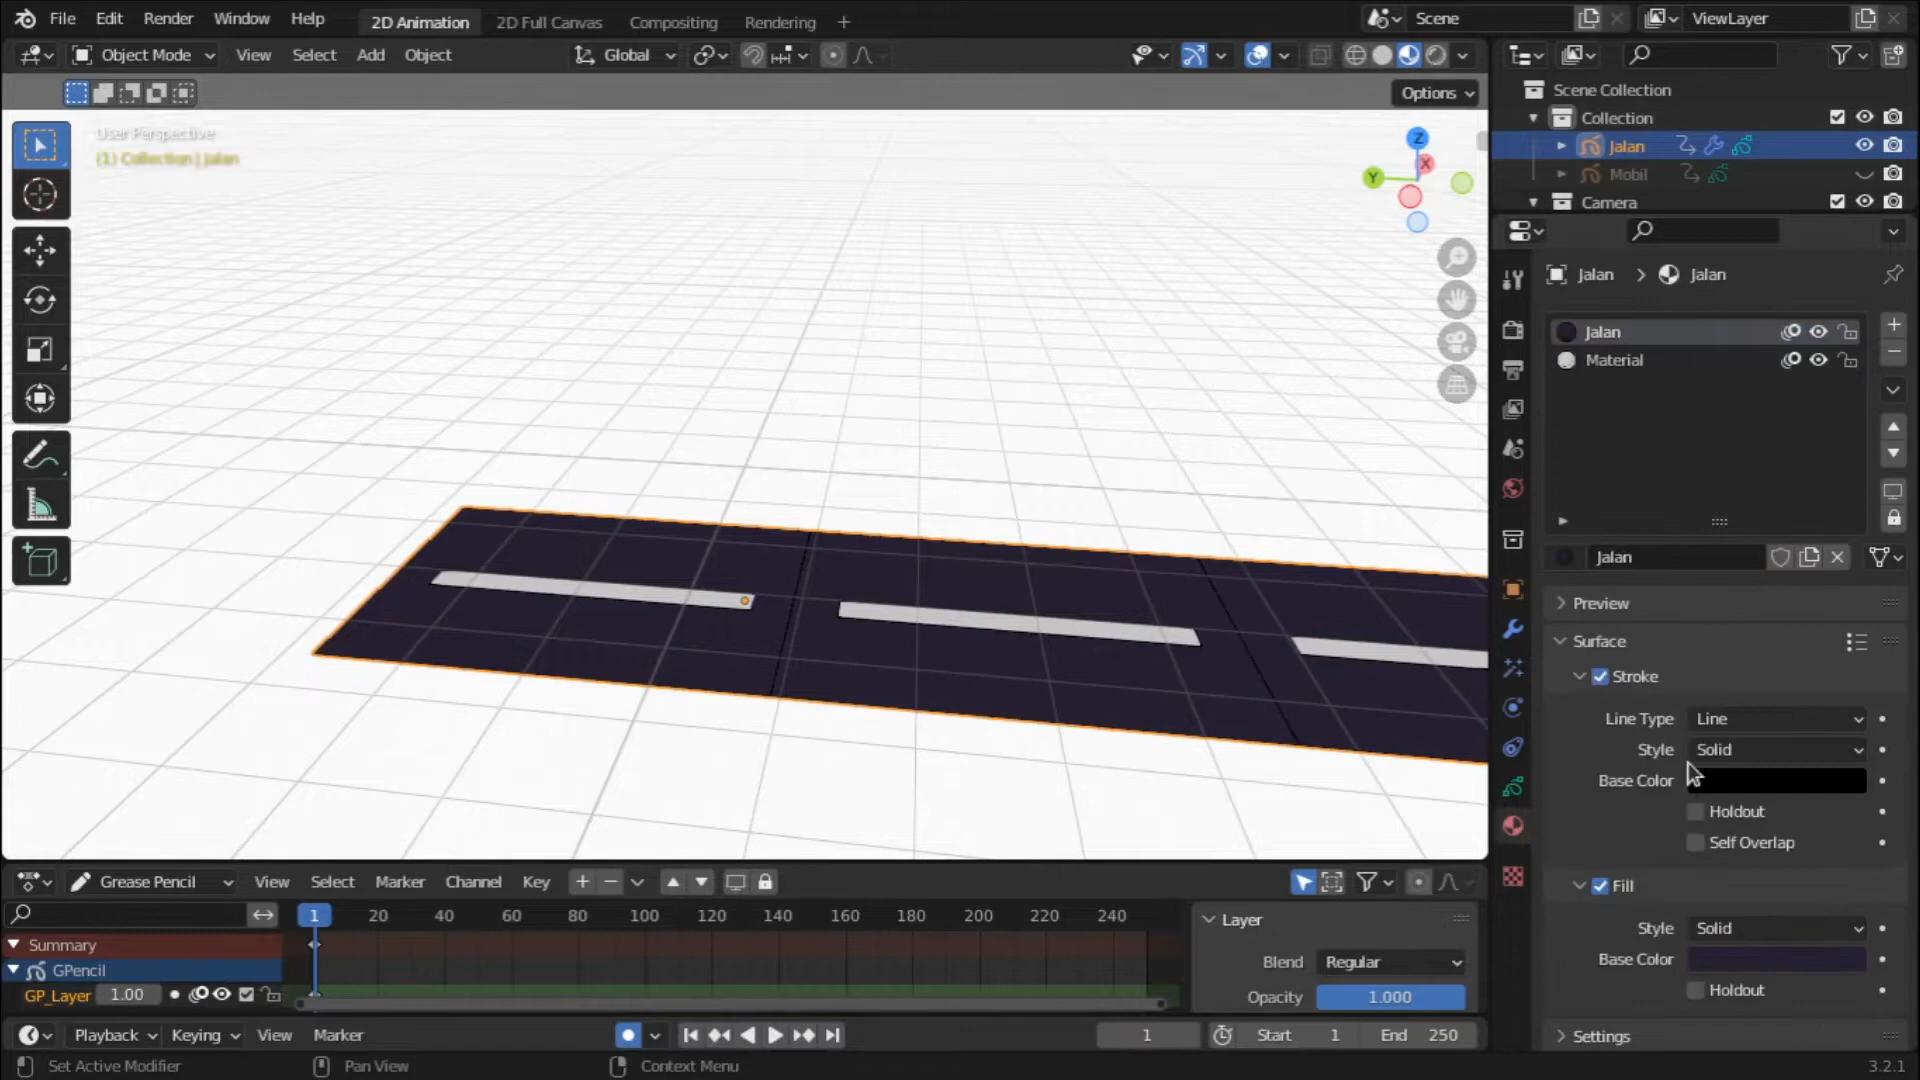 File Edit Render Window Help 2D Animation 2D Full Canvas Compositing Rendering + Scene ViewLayer
Object Mode View Select Add Object Global
Options
User Perspective
(1) Collection | Jalan
Z
X
Y
Scene Collection
Collection
Jalan
Mobil
Camera
Jalan > Jalan
Jalan
Material
Jalan
Preview
Surface
Stroke
Line Type Line
Style Solid
Base Color
Holdout
Self Overlap
Fill
Style Solid
Base Color
Holdout
Settings
Grease Pencil View Select Marker Channel Key
1 20 40 60 80 100 120 140 160 180 200 220 240
Summary
GPencil
GP_Layer 1.00
Layer
Blend Regular
Opacity 1.000
Playback Keying View Marker 1 Start 1 End 250
Set Active Modifier Pan View Context Menu 3.2.1